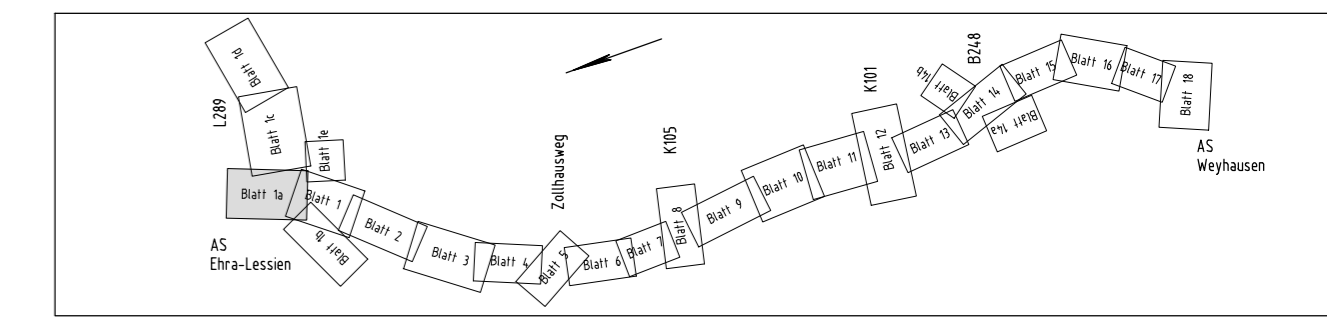 Blatt 1d
L289
Blatt 1c
Blatt 1e
Blatt 1a
Blatt 1
Blatt 1b
AS
Ehra-Lessien
Blatt 2
Blatt 3
Blatt 4
Zollhausweg
Blatt 5
Blatt 6
Blatt 7
K105
Blatt 8
Blatt 9
Blatt 10
Blatt 11
K101
Blatt 12
Blatt 13
Blatt 14b
B248
Blatt 14
Blatt 14a
Blatt 15
Blatt 16
Blatt 17
Blatt 18
AS
Weyhausen